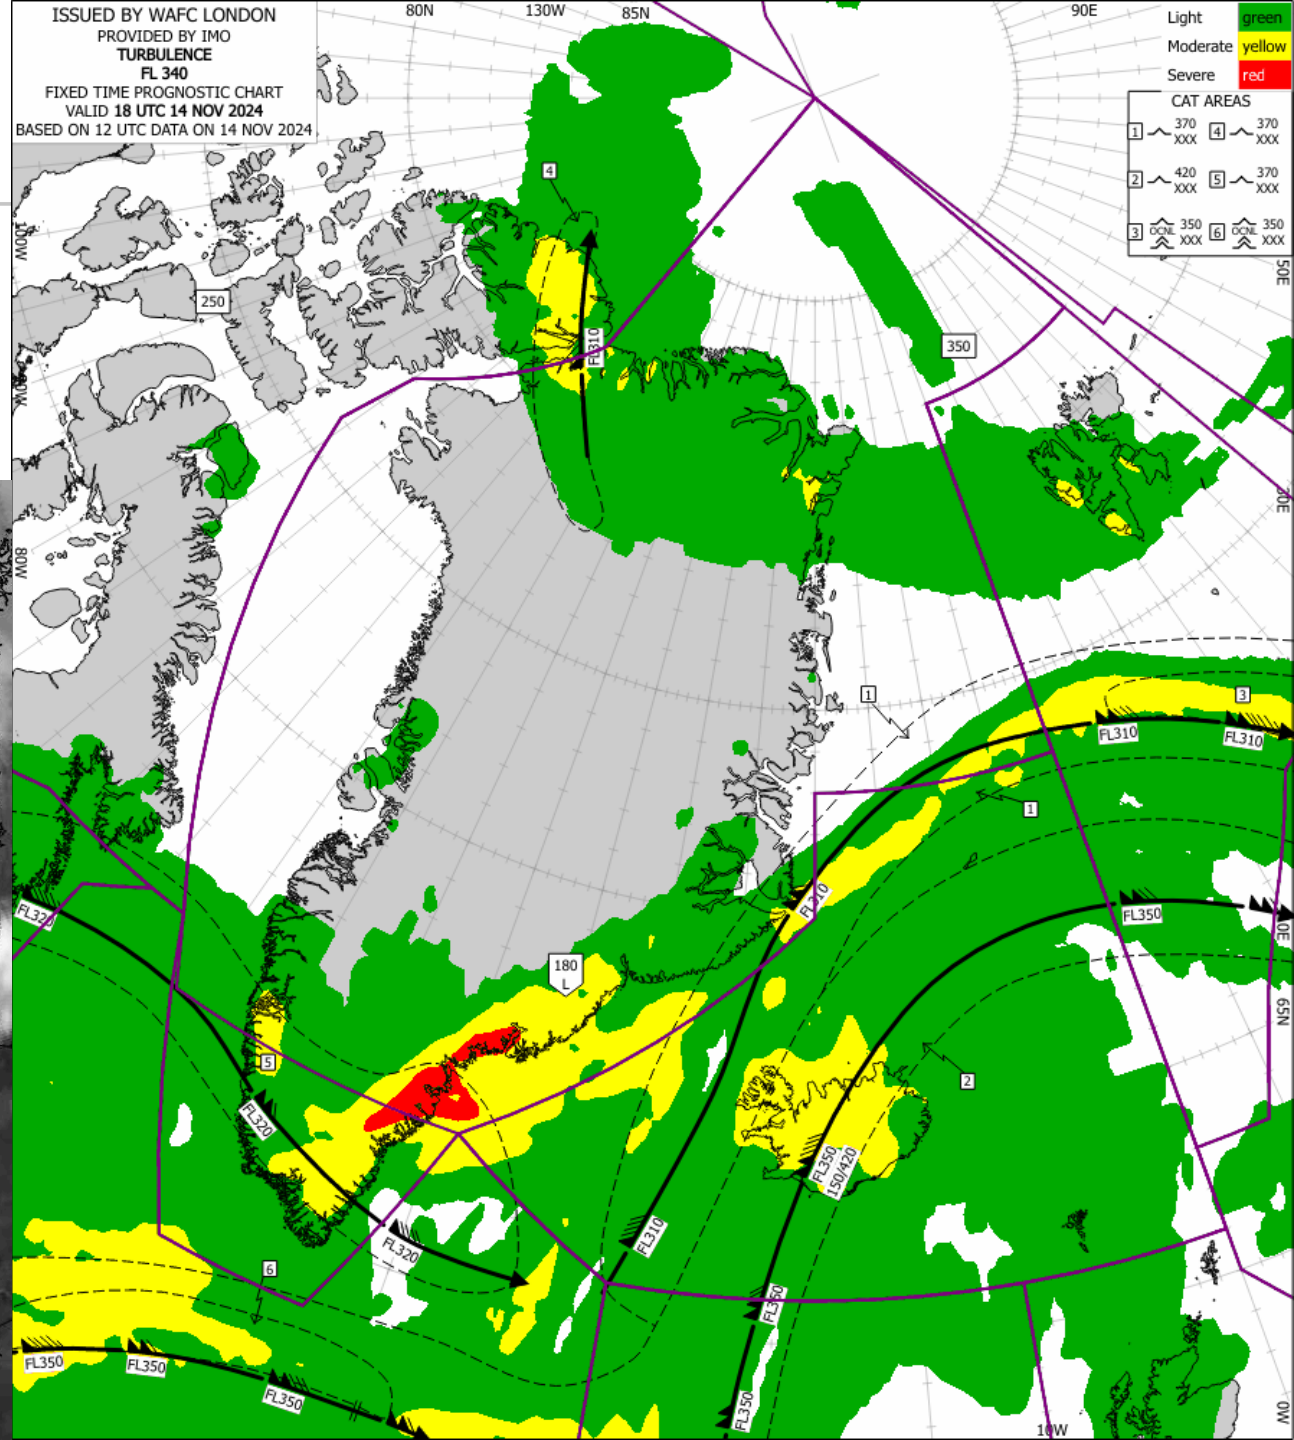 ISSUED BY WAFC LONDON
PROVIDED BY IMO
TURBULENCE
FL 340
FIXED TIME PROGNOSTIC CHART
VALID 18 UTC 14 NOV 2024
BASED ON 12 UTC DATA ON 14 NOV 2024
80N
130W
85N
90E
Light green
Moderate yellow
Severe red
CAT AREAS
1 370 XXX 4 370 XXX
2 420 XXX 5 370 XXX
3 OCNL 350 XXX 6 OCNL 350 XXX
4
100W
250
50E
FL310
350
80W
1
3
FL310
FL310
1
FL320
FL310
FL350
180
L
65N
5
2
FL320
FL350
150/420
FL310
FL320
6
FL350
FL350
FL350
FL350
FL350
10W
0W